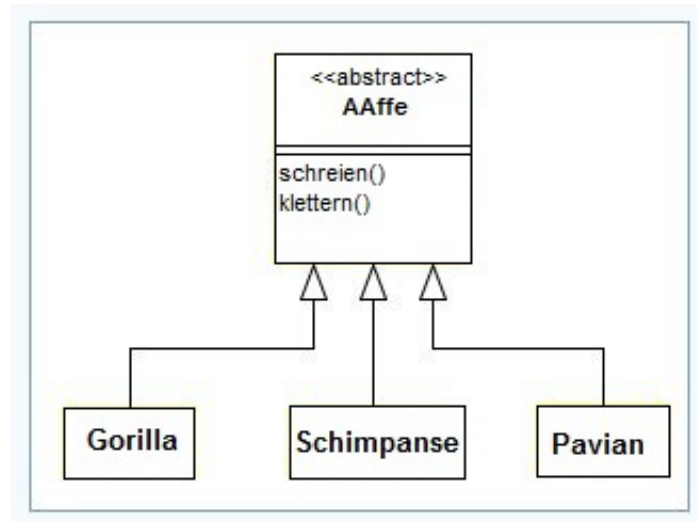 <<abstract>>
AAffe
schreien()
klettern()
Gorilla
Schimpanse
Pavian